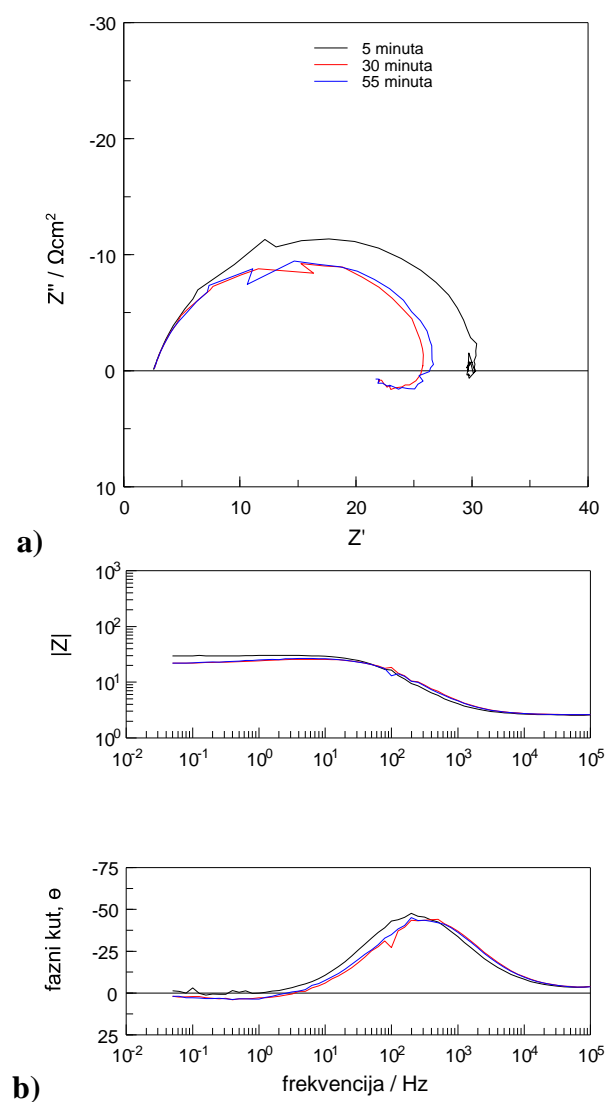 -30
5 minuta
30 minuta
55 minuta
-20
Z'' / Ωcm²
-10
0
10
0 10 20 30 40
Z'
a)
10³
10²
10¹
10⁰
|Z|
10⁻² 10⁻¹ 10⁰ 10¹ 10² 10³ 10⁴ 10⁵
-75
-50
-25
0
25
fazni kut, ɵ
10⁻² 10⁻¹ 10⁰ 10¹ 10² 10³ 10⁴ 10⁵
frekvencija / Hz
b)